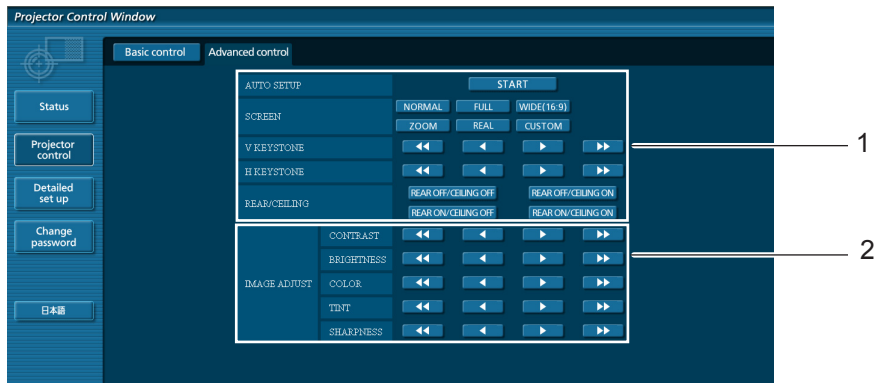 Projector Control Window
Basic control Advanced control
Status
Projector
control
Detailed
set up
Change
password
日本語
AUTO SETUP START
SCREEN NORMAL FULL WIDE(16:9)
ZOOM REAL CUSTOM
V KEYSTONE
H KEYSTONE
REAR/CEILING REAR OFF/CEILING OFF REAR OFF/CEILING ON
REAR ON/CEILING OFF REAR ON/CEILING ON
IMAGE ADJUST
CONTRAST
BRIGHTNESS
COLOR
TINT
SHARPNESS
1
2